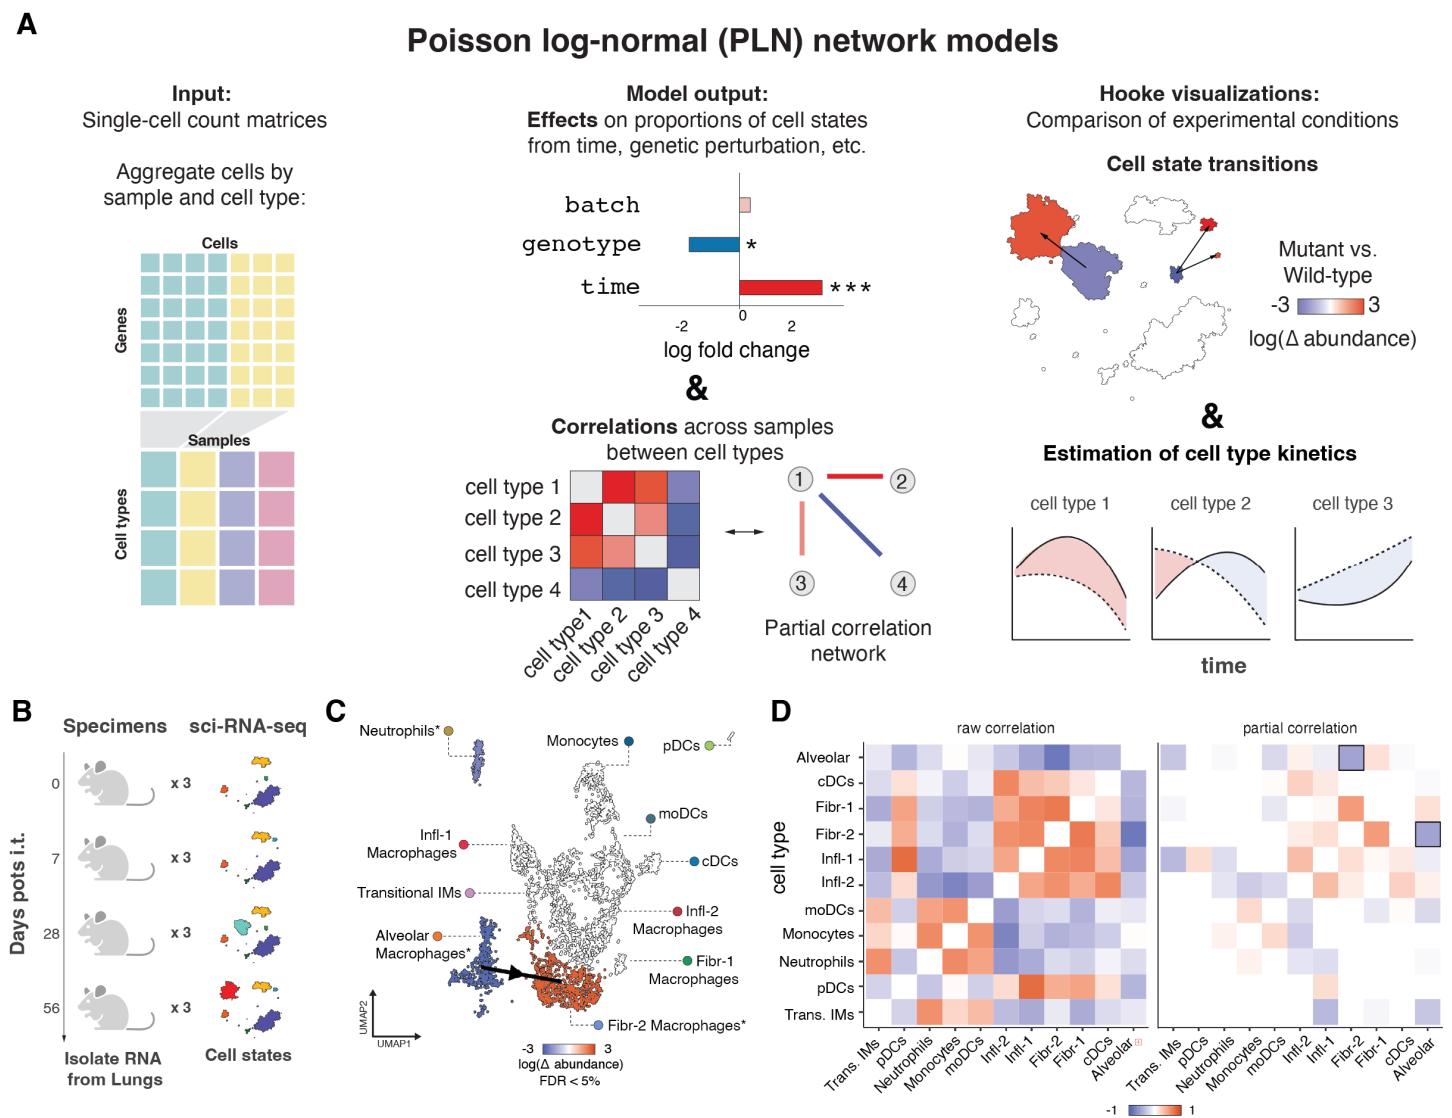 A
Poisson log-normal (PLN) network models
Input:
Single-cell count matrices
Aggregate cells by
sample and cell type:
Cells
Genes
Samples
Cell types
Model output:
Effects on proportions of cell states
from time, genetic perturbation, etc.
batch
genotype
*
time
***
-2
0
2
log fold change
&
Correlations across samples
between cell types
cell type 1
cell type 2
cell type 3
cell type 4
cell type1
cell type 2
cell type 3
cell type 4
1
2
3
4
Partial correlation
network
Hooke visualizations:
Comparison of experimental conditions
Cell state transitions
Mutant vs.
Wild-type
-3
3
log(Δ abundance)
&
Estimation of cell type kinetics
cell type 1
cell type 2
cell type 3
time
B
Specimens
sci-RNA-seq
Days pots i.t.
0
x 3
7
x 3
28
x 3
56
x 3
Isolate RNA
from Lungs
Cell states
C
Neutrophils*
Monocytes
pDCs
moDCs
Infl-1
Macrophages
cDCs
Transitional IMs
Infl-2
Macrophages
Alveolar
Macrophages*
Fibr-1
Macrophages
Fibr-2 Macrophages*
UMAP2
UMAP1
-3
3
log(Δ abundance)
FDR < 5%
D
raw correlation
partial correlation
cell type
Alveolar
cDCs
Fibr-1
Fibr-2
Infl-1
Infl-2
moDCs
Monocytes
Neutrophils
pDCs
Trans. IMs
Trans. IMs
pDCs
Neutrophils
Monocytes
moDCs
Infl-2
Infl-1
Fibr-2
Fibr-1
cDCs
Alveolar
Trans. IMs
pDCs
Neutrophils
Monocytes
moDCs
Infl-2
Infl-1
Fibr-2
Fibr-1
cDCs
Alveolar
-1
1